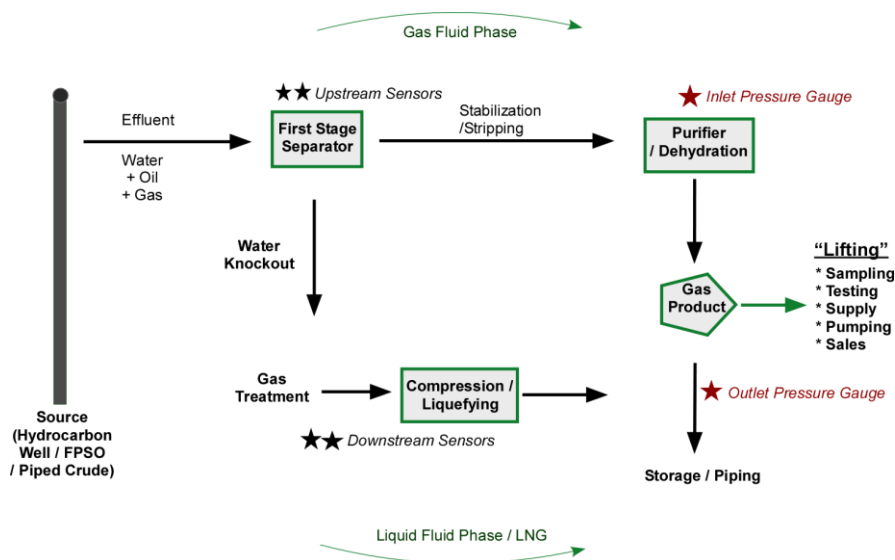 Gas Fluid Phase
Upstream Sensors
Inlet Pressure Gauge
Effluent
Water
+ Oil
+ Gas
First Stage
Separator
Stabilization
/Stripping
Purifier
/ Dehydration
Water
Knockout
Gas
Product
“Lifting”
* Sampling
* Testing
* Supply
* Pumping
* Sales
Gas
Treatment
Compression /
Liquefying
Outlet Pressure Gauge
Downstream Sensors
Source
(Hydrocarbon
Well / FPSO
/ Piped Crude)
Storage / Piping
Liquid Fluid Phase / LNG